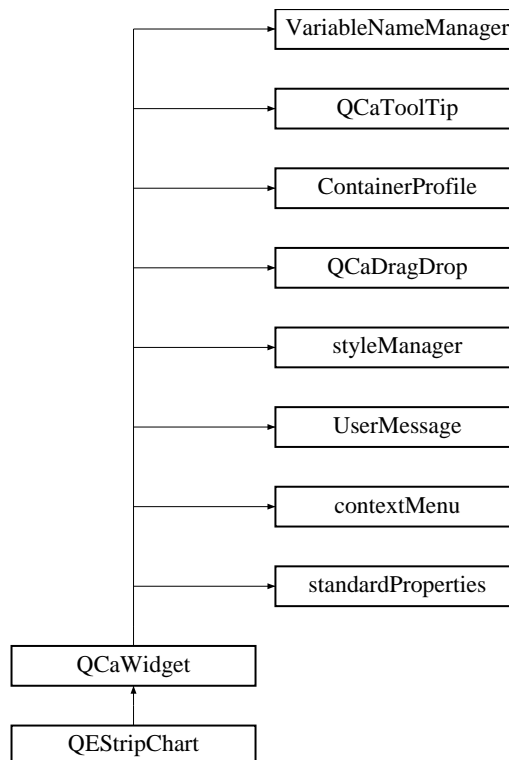 VariableNameManager
QCaToolTip
ContainerProfile
QCaDragDrop
styleManager
UserMessage
contextMenu
standardProperties
QCaWidget
QEStripChart